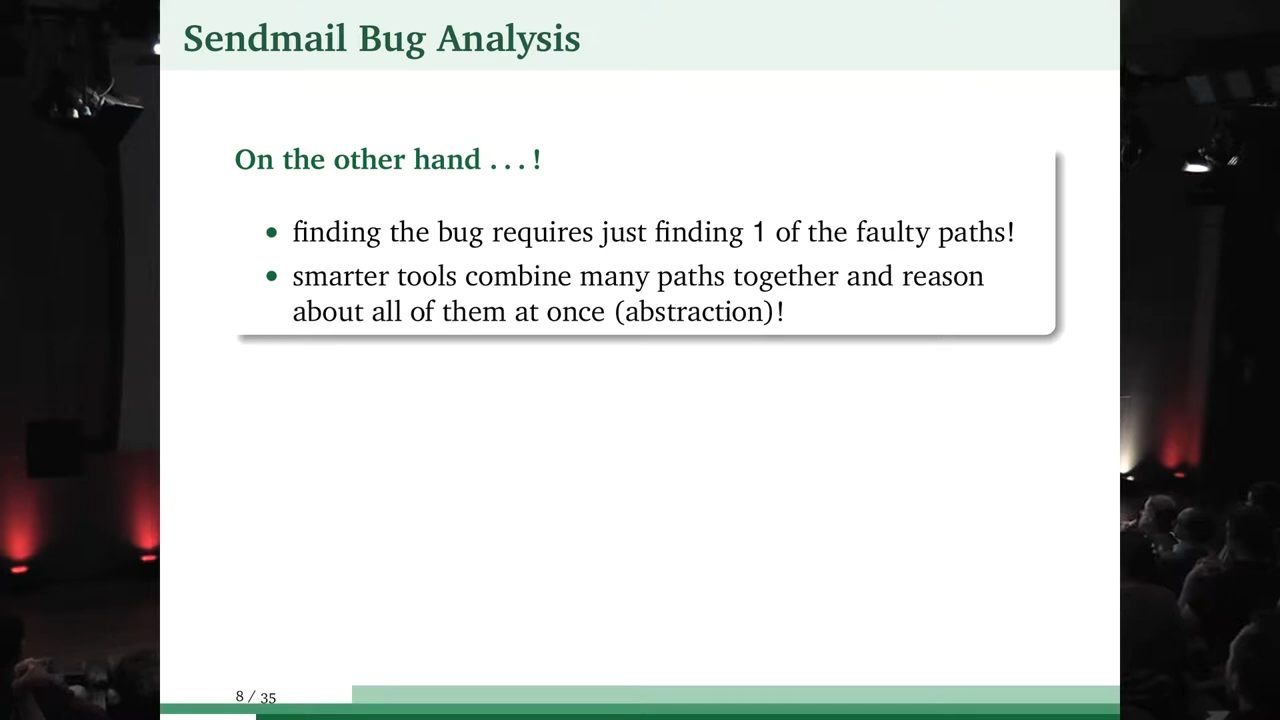 Sendmail Bug Analysis
On the other hand . . . !
• finding the bug requires just finding 1 of the faulty paths!
• smarter tools combine many paths together and reason
about all of them at once (abstraction)!
8 / 35